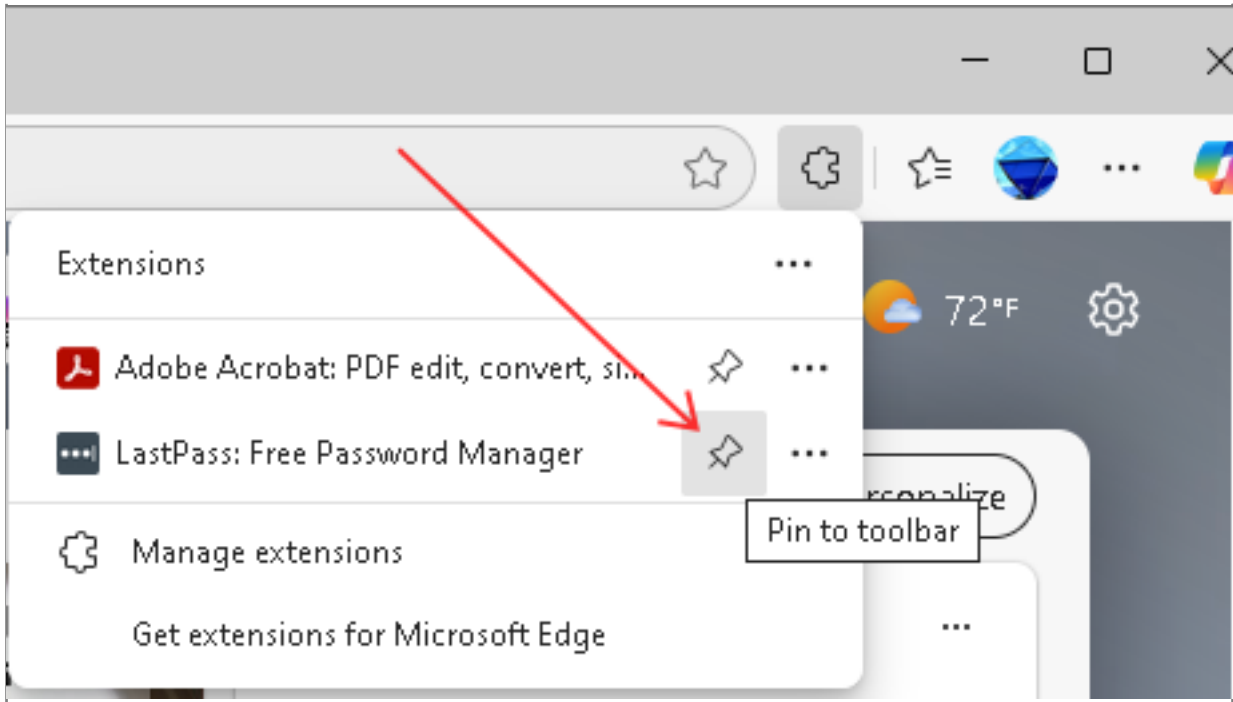 Extensions
72°F
Adobe Acrobat: PDF edit, convert, si...
LastPass: Free Password Manager
Pin to toolbar
Manage extensions
Get extensions for Microsoft Edge